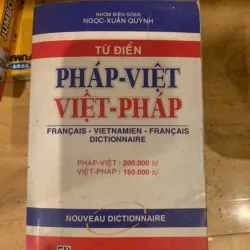 NHÓM BIÊN SOẠN
NGỌC-XUÂN QUỲNH
TỪ ĐIỂN
PHÁP-VIỆT
VIỆT-PHÁP
FRANÇAIS - VIETNAMIEN - FRANÇAIS
DICTIONNAIRE
PHÁP-VIỆT : 200.000 từ
VIỆT-PHÁP : 150.000 từ
NOUVEAU DICTIONNAIRE